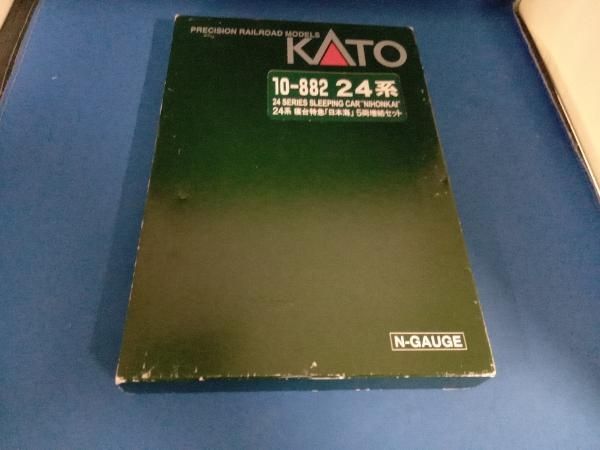 PRECISION RAILROAD MODELS
KATO
10-882 24系
24 SERIES SLEEPING CAR "NIHONKAI"
24系 寝台特急「日本海」5両増結セット
N-GAUGE